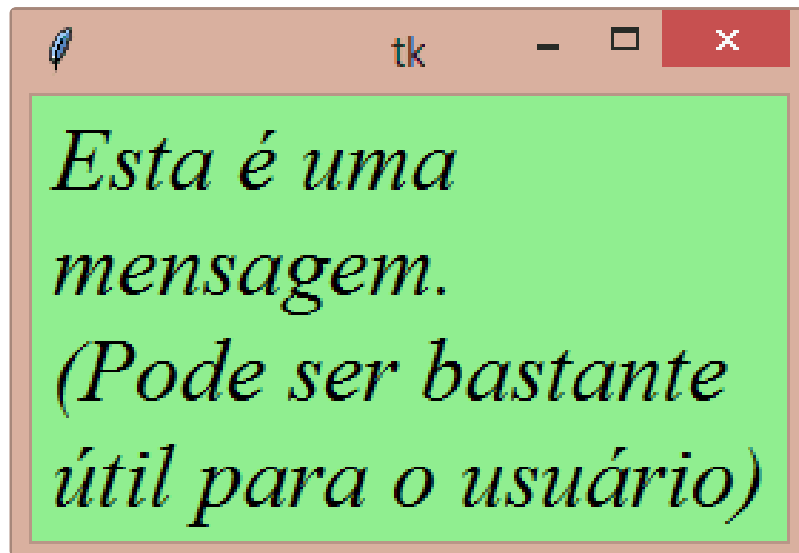 tk
Esta é uma
mensagem.
(Pode ser bastante
útil para o usuário)